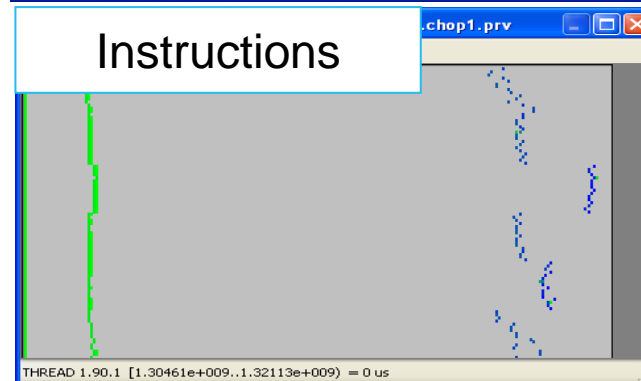 .chop1.prv
Instructions
THREAD 1.90.1 [1.30461e+009..1.32113e+009) = 0 us